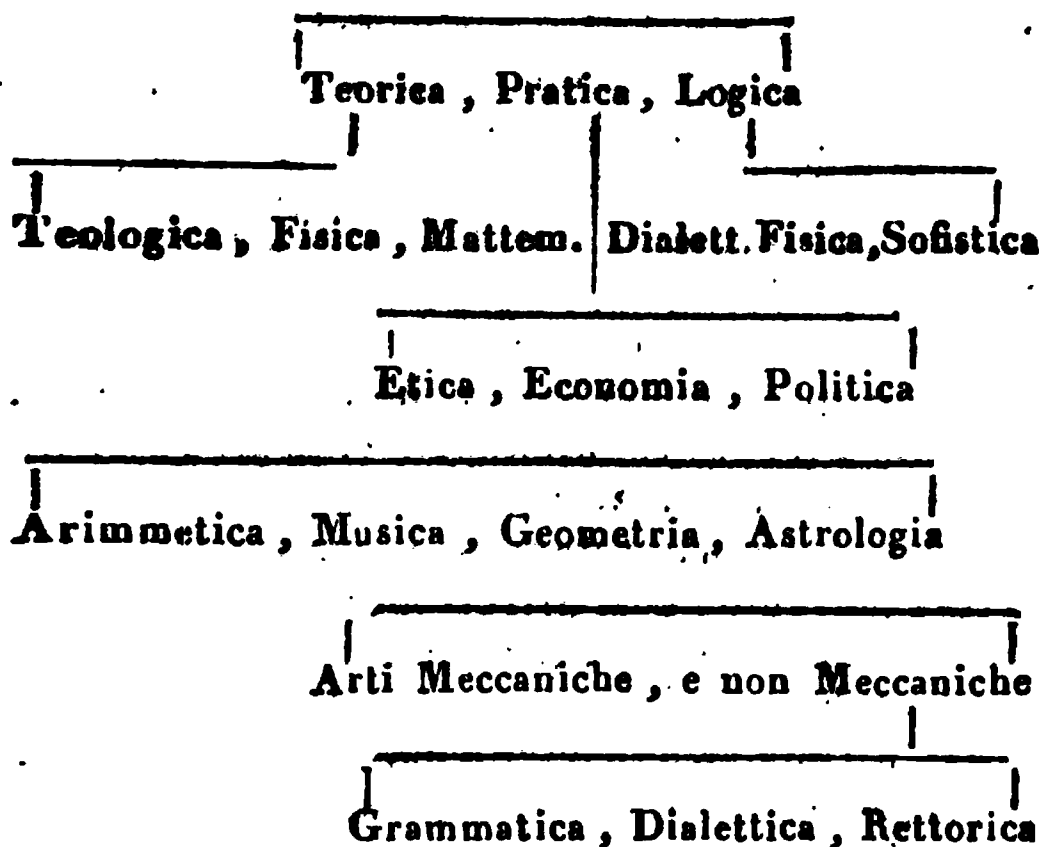 Teorica , Pratica , Logica
Teologica , Fisica , Mattem. Dialett. Fisica, Sofistica
Etica , Economia , Politica
Arimmetica , Musica , Geometria , Astrologia
Arti Meccaniche , e non Meccaniche
Grammatica , Dialettica , Rettorica